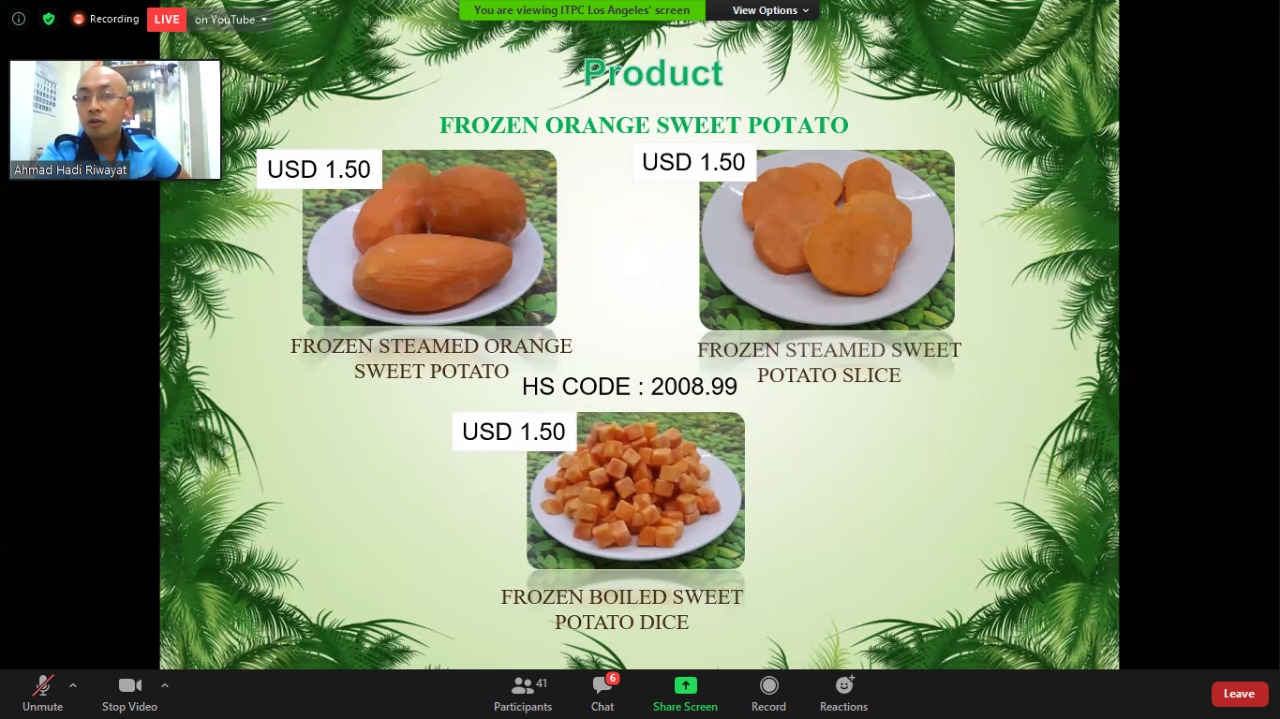 Recording
LIVE
on YouTube
You are viewing ITPC Los Angeles' screen
View Options
Ahmad Hadi Riwayat
Product
FROZEN ORANGE SWEET POTATO
USD 1.50
USD 1.50
FROZEN STEAMED ORANGE
SWEET POTATO
FROZEN STEAMED SWEET
POTATO SLICE
HS CODE : 2008.99
USD 1.50
FROZEN BOILED SWEET
POTATO DICE
Unmute
Stop Video
Participants
41
Chat
6
Share Screen
Record
Reactions
Leave